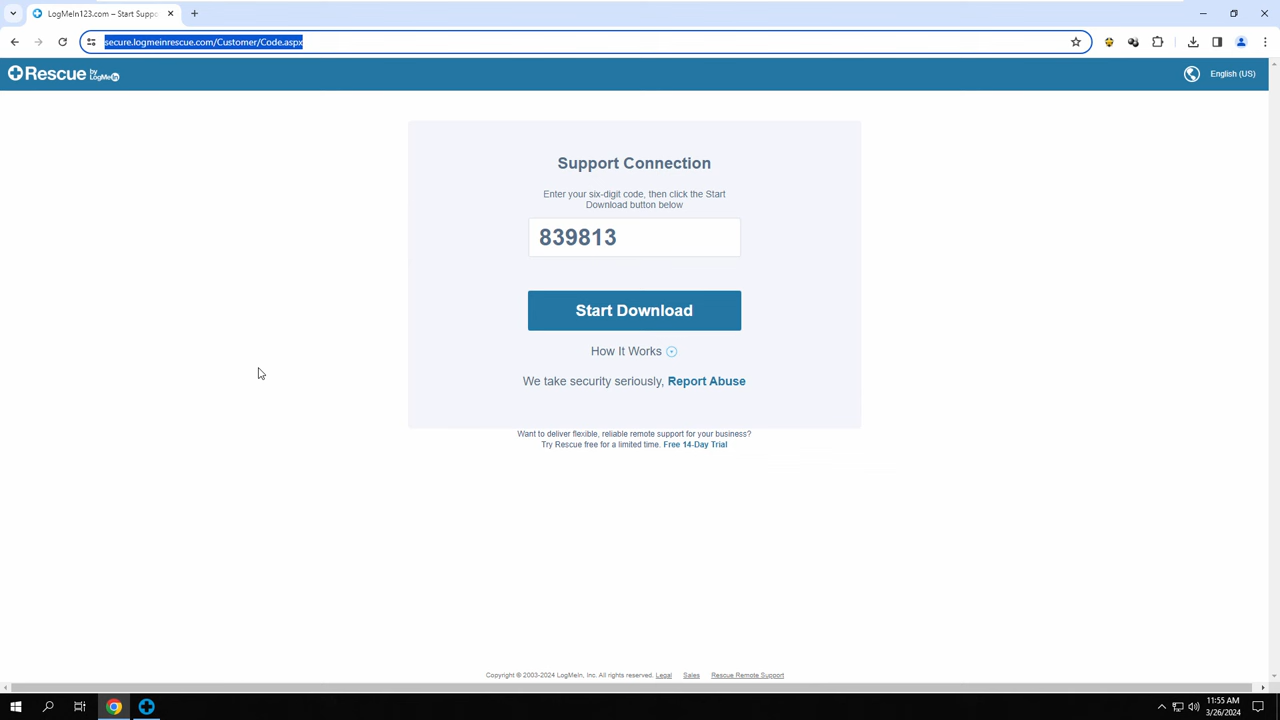 LogMeIn123.com – Start Suppo
secure.logmeinrescue.com/Customer/Code.aspx
Rescue by LogMeIn
English (US)
Support Connection
Enter your six-digit code, then click the Start
Download button below
839813
Start Download
How It Works
We take security seriously, Report Abuse
Want to deliver flexible, reliable remote support for your business?
Try Rescue free for a limited time. Free 14-Day Trial
Copyright © 2003-2024 LogMeIn, Inc. All rights reserved. Legal Sales Rescue Remote Support
11:55 AM
3/26/2024